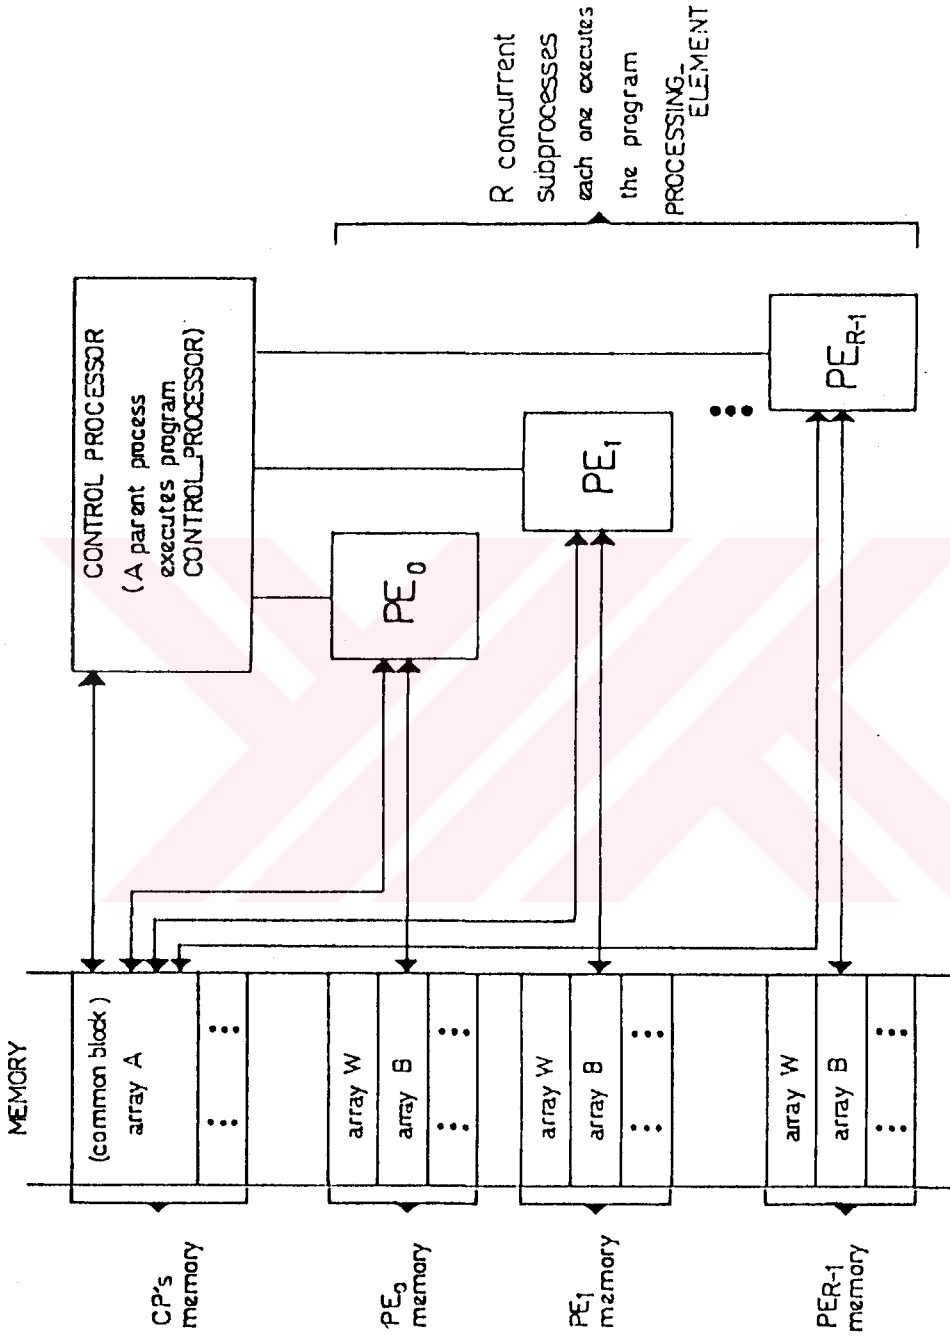 MEMORY
CP's
memory
(common block)
array A
... ...
CONTROL PROCESSOR
(A parent process
executes program
CONTROL_PROCESSOR)
PE0
memory
array W
array B
... ...
PE0
PE1
memory
array W
array B
... ...
PE1
...
PER-1
memory
array W
array B
... ...
PER-1
R concurrent
subprocesses
each one executes
the program
PROCESSING_
ELEMENT